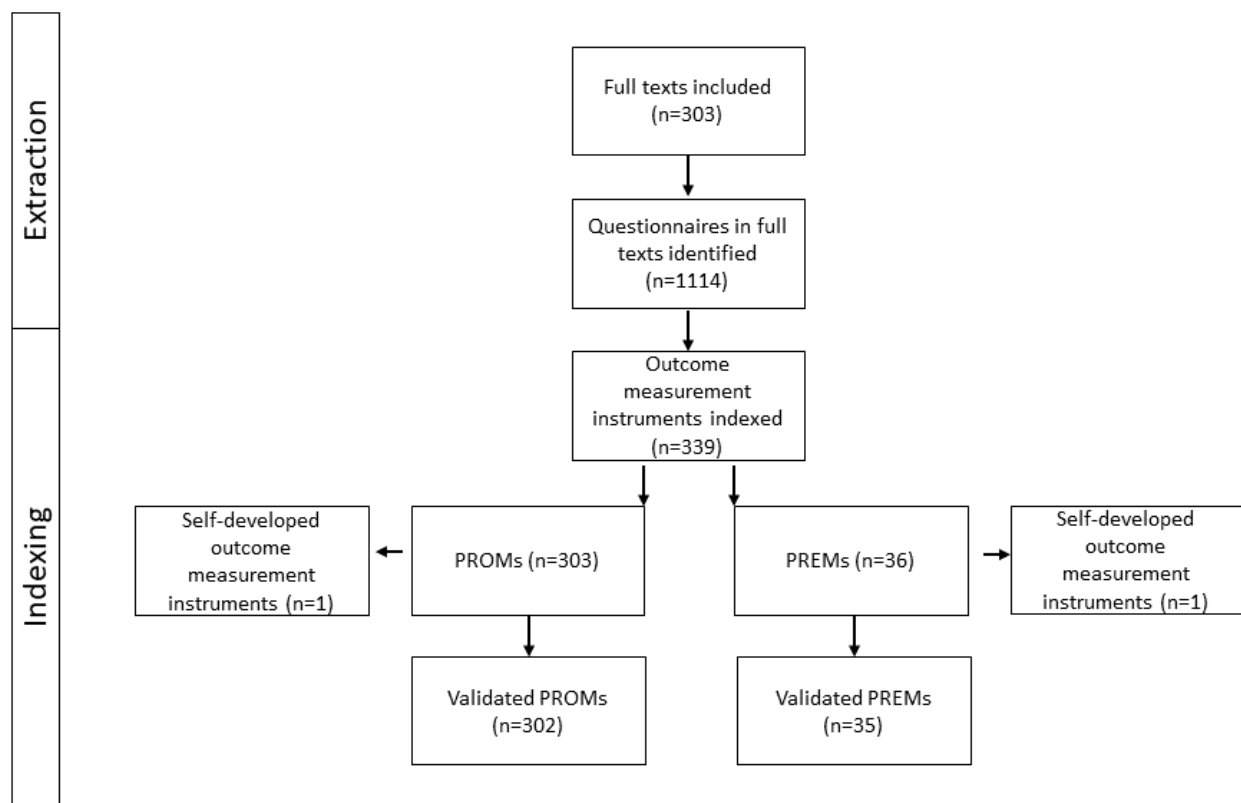 Extraction
Full texts included
(n=303)
Questionnaires in full
texts identified
(n=1114)
Indexing
Outcome
measurement
instruments indexed
(n=339)
Self-developed
outcome
measurement
instruments (n=1)
PROMs (n=303)
PREMs (n=36)
Self-developed
outcome
measurement
instruments (n=1)
Validated PROMs
(n=302)
Validated PREMs
(n=35)